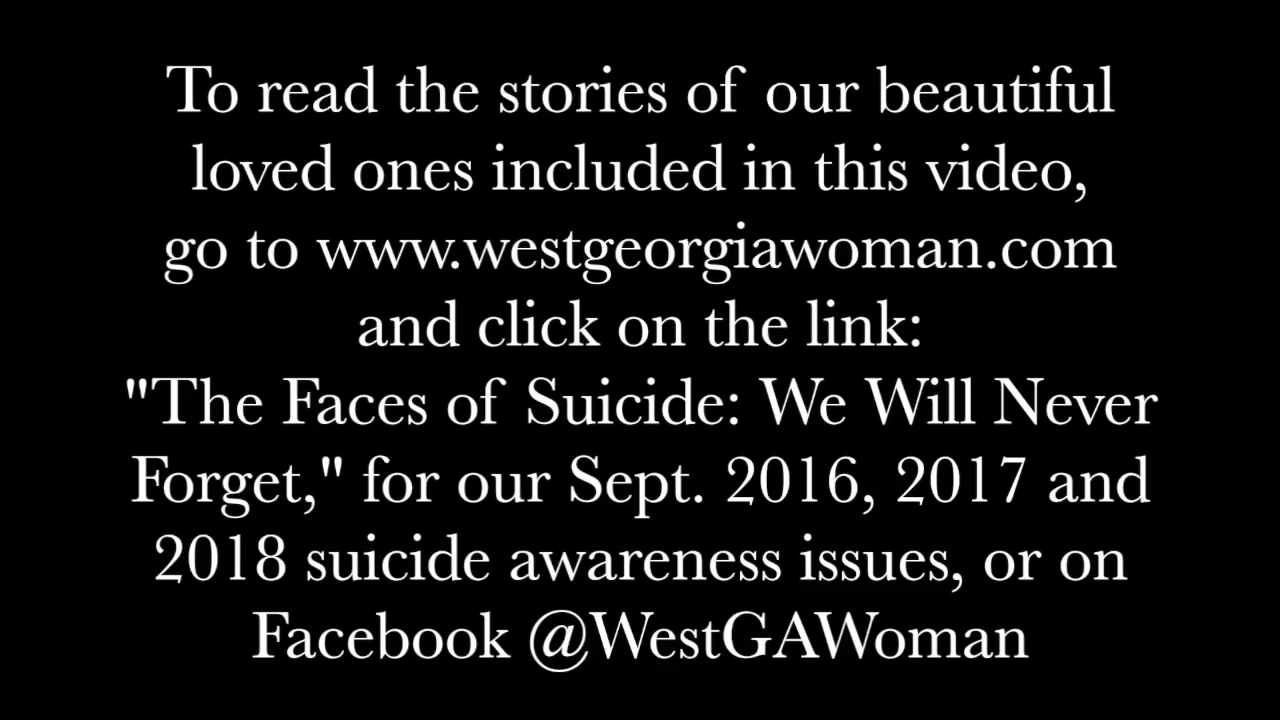 To read the stories of our beautiful
loved ones included in this video,
go to www.westgeorgiawoman.com
and click on the link:
"The Faces of Suicide: We Will Never
Forget," for our Sept. 2016, 2017 and
2018 suicide awareness issues, or on
Facebook @WestGAWoman